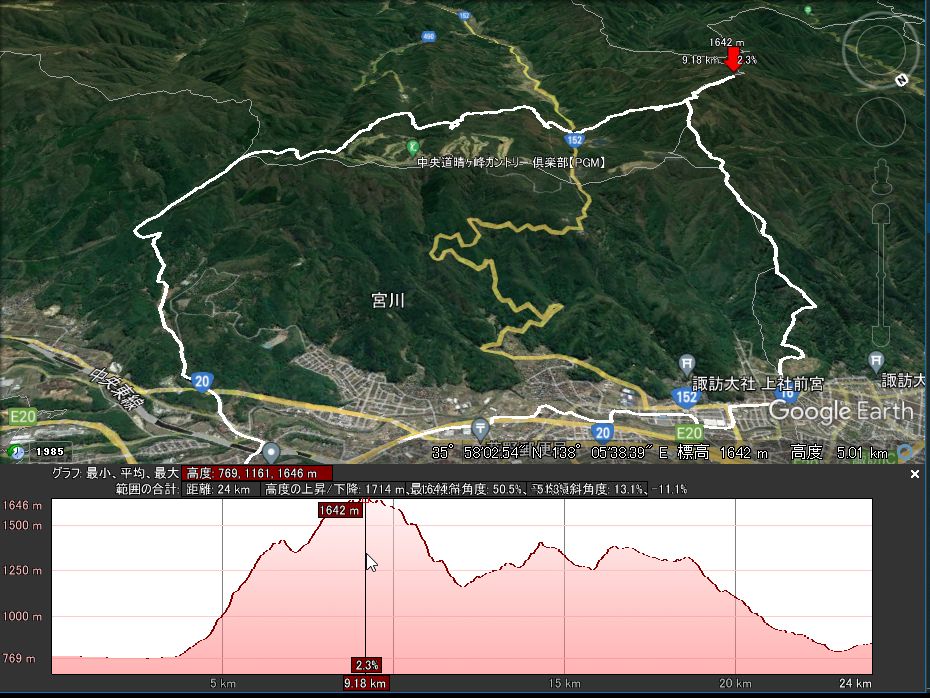 152
490
1642 m
9.18 km 2.3%
N
152
中央道晴ヶ峰カントリー倶楽部【PGM】
宮川
中央東線
20
諏訪大社 上社前宮
諏訪大
152
16
E20
20
E20
Google Earth
1985
35° 58'02.54" N 138° 05'38.39" E 標高 1642 m 高度 5.01 km
グラフ: 最小、平均、最大 高度: 769, 1161, 1646 m
範囲の合計: 距離: 24 km 高度の上昇/下降: 1714 m, 最大傾斜角度: 50.5%, 平均傾斜角度: 13.1%, -11.1%
1646 m
1642 m
1500 m
1250 m
1000 m
769 m
2.3%
5 km
9.18 km
15 km
20 km
24 km